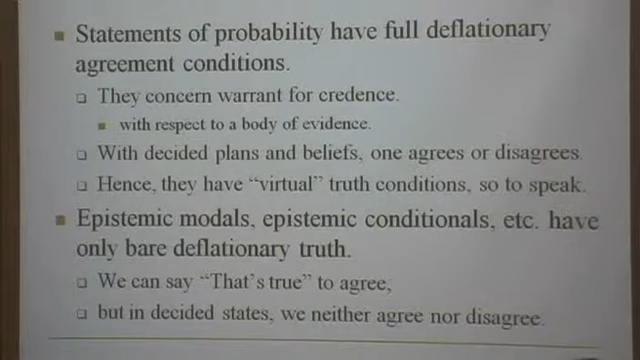 Statements of probability have full deflationary
agreement conditions.
They concern warrant for credence.
with respect to a body of evidence.
With decided plans and beliefs, one agrees or disagrees.
Hence, they have “virtual” truth conditions, so to speak.
Epistemic modals, epistemic conditionals, etc. have
only bare deflationary truth.
We can say “That’s true” to agree,
but in decided states, we neither agree nor disagree.